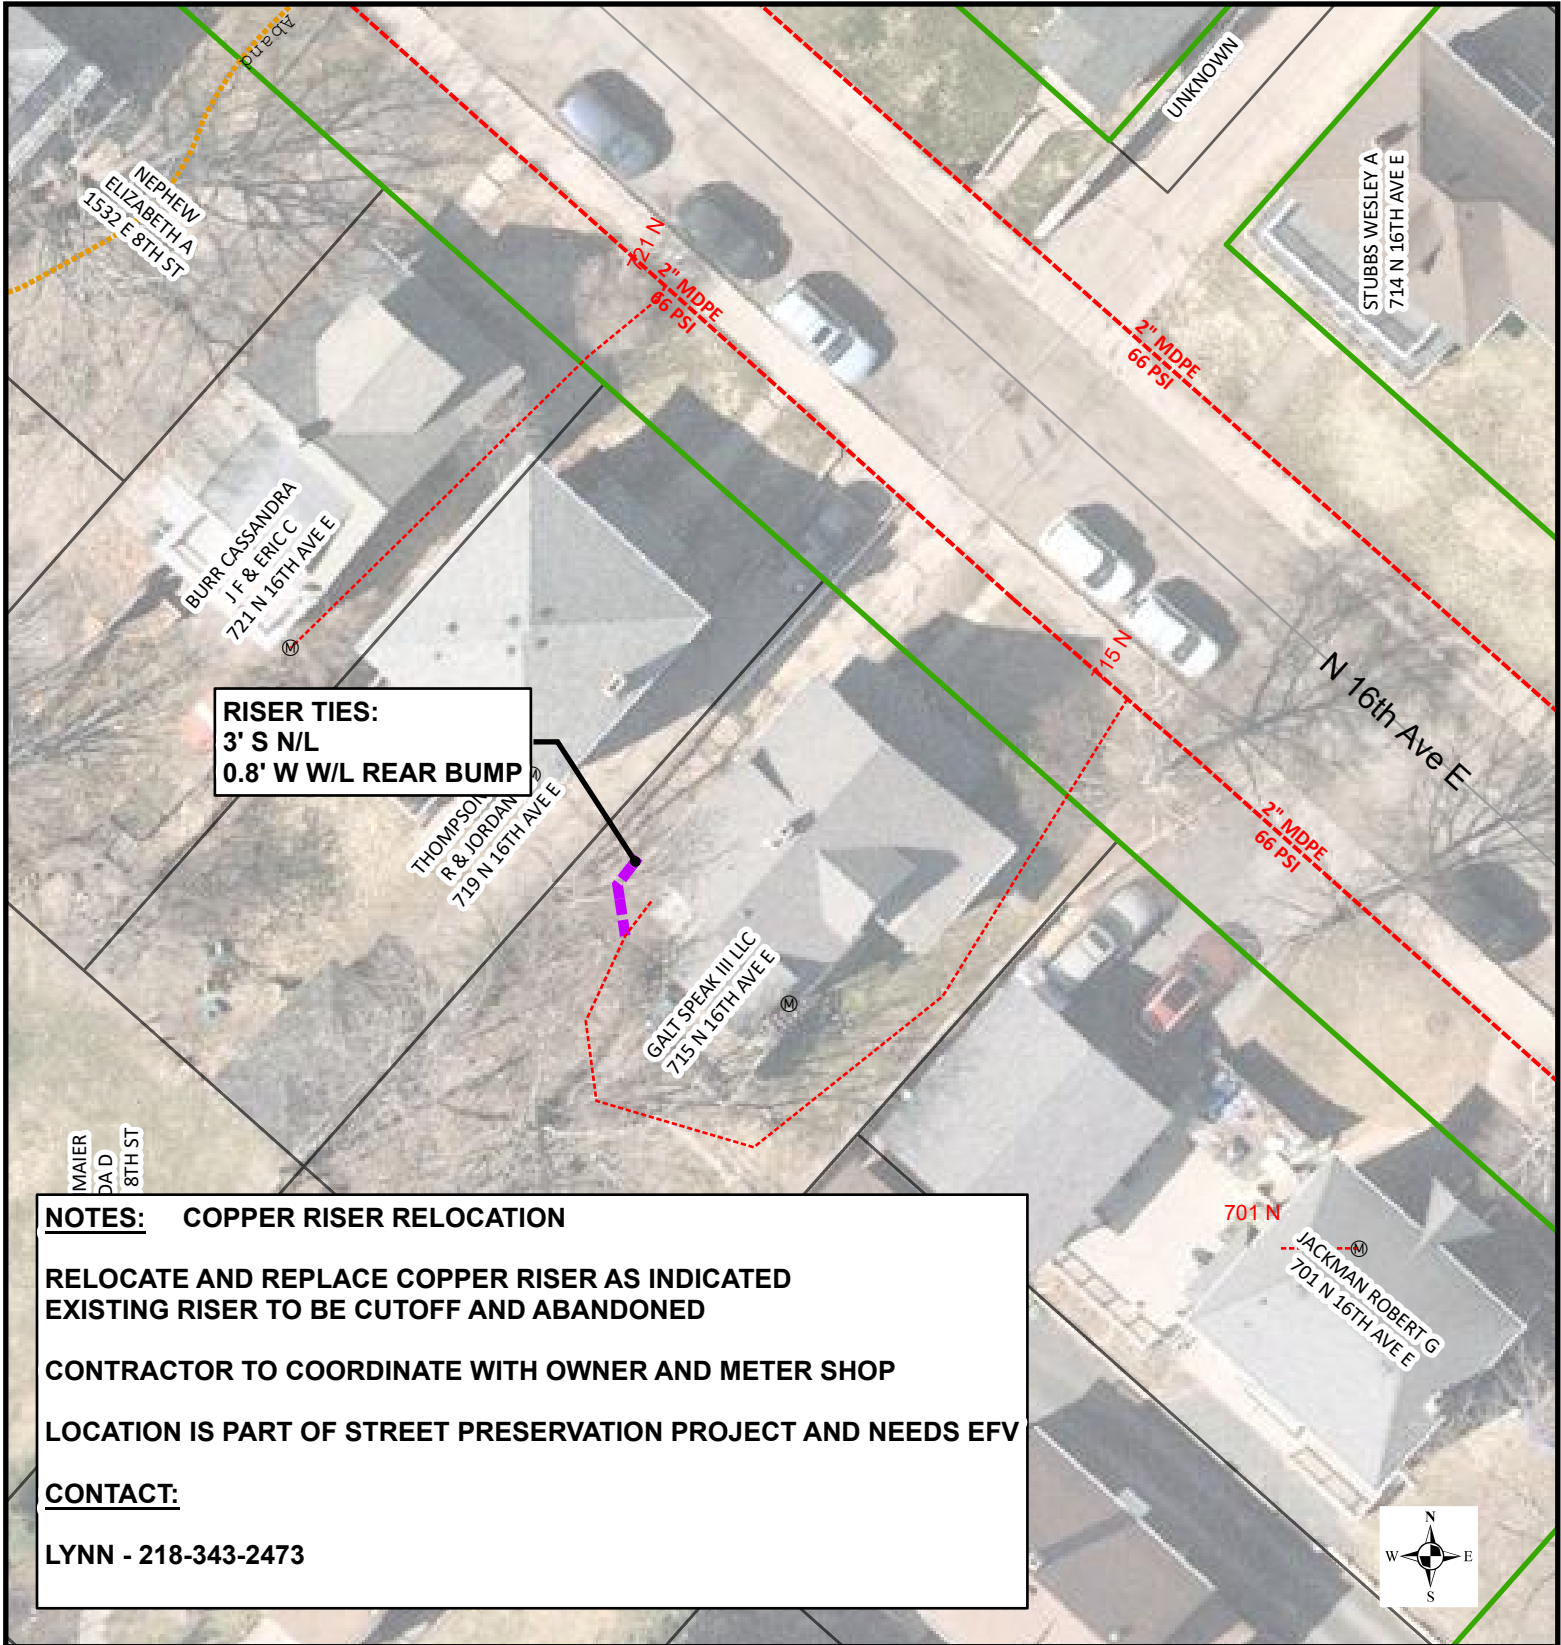 Aband
UNKNOWN
NEPHEW
ELIZABETH A
1532 E 8TH ST
STUBBS WESLEY A
714 N 16TH AVE E
721 N
2" MDPE
66 PSI
2" MDPE
66 PSI
BURR CASSANDRA
J F & ERIC C
721 N 16TH AVE E
M
15 N
N 16th Ave E
RISER TIES:
3' S N/L
0.8' W W/L REAR BUMP
THOMPSON
R & JORDAN
719 N 16TH AVE E
2" MDPE
66 PSI
GALT SPEAK III LLC
715 N 16TH AVE E
M
MAIER
DA D
8TH ST
701 N
JACKMAN ROBERT G
701 N 16TH AVE E
M
NOTES: COPPER RISER RELOCATION
RELOCATE AND REPLACE COPPER RISER AS INDICATED
EXISTING RISER TO BE CUTOFF AND ABANDONED
CONTRACTOR TO COORDINATE WITH OWNER AND METER SHOP
LOCATION IS PART OF STREET PRESERVATION PROJECT AND NEEDS EFV
CONTACT:
LYNN - 218-343-2473
N
W E
S